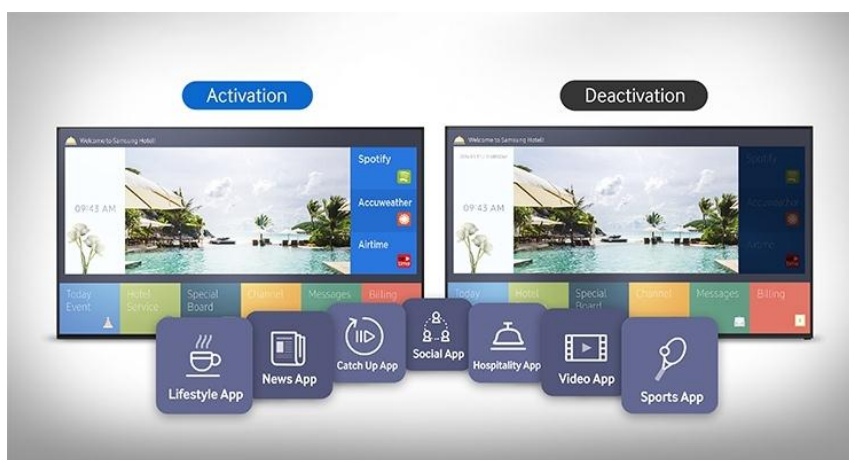 Activation
Deactivation
Welcome to Samsung Hotel!
09:43 AM
Spotify
Accuweather
Airtime
Today
Event
Hotel
Service
Special
Board
Channel
Messages
Billing
Welcome to Samsung Hotel!
09:43 AM
Spotify
Accuweather
Airtime
Today
Hotel
Special
Board
Channel
Messages
Billing
Lifestyle App
News App
Catch Up App
Social App
Hospitality App
Video App
Sports App